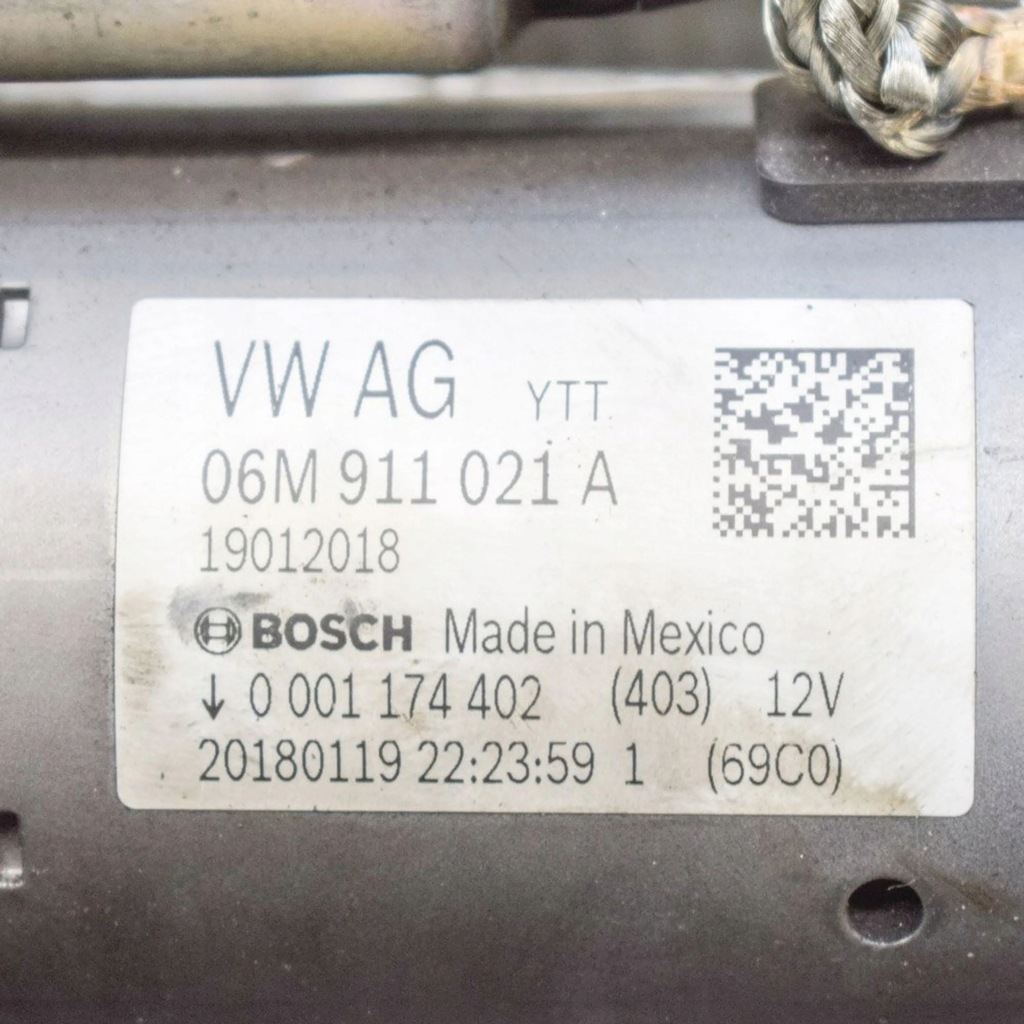 VW AG YTT
06M 911 021 A
19012018
BOSCH Made in Mexico
↓ 0 001 174 402 (403) 12V
20180119 22:23:59 1 (69C0)